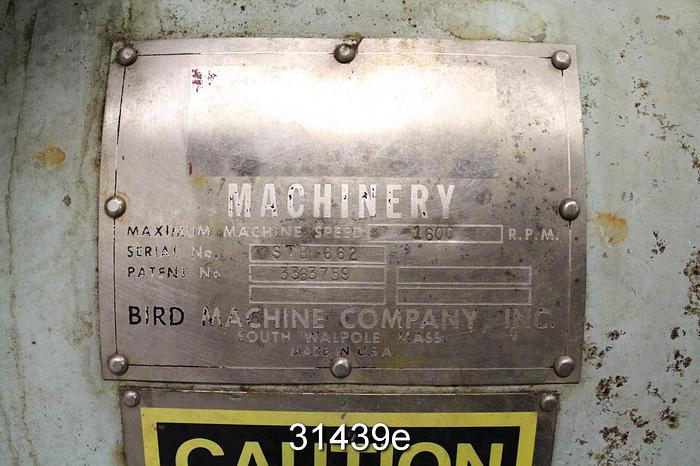 MACHINERY
MAXIMUM MACHINE SPEED 1600 R.P.M.
SERIAL No. STB 662
PATENT No. 3363759
BIRD MACHINE COMPANY, INC.
SOUTH WALPOLE, MASS.
MADE IN U.S.A.
CAUTION
31439e